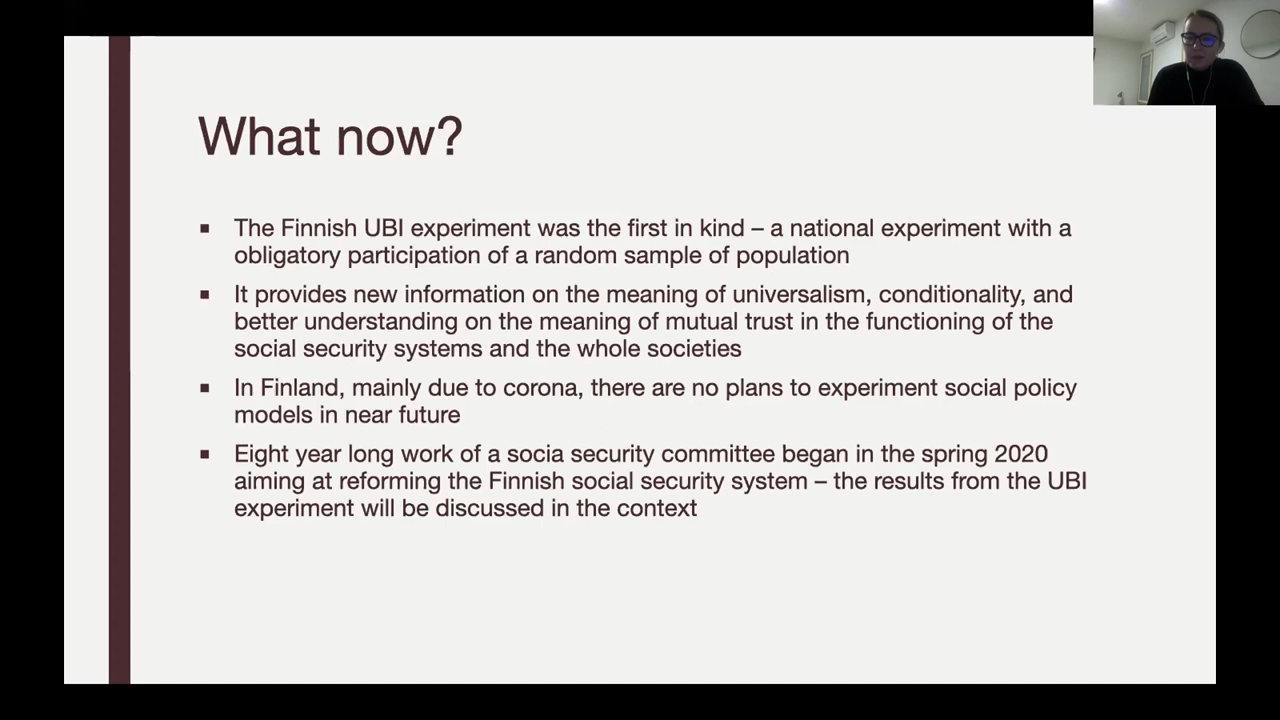 What now?
▪ The Finnish UBI experiment was the first in kind – a national experiment with a
obligatory participation of a random sample of population
▪ It provides new information on the meaning of universalism, conditionality, and
better understanding on the meaning of mutual trust in the functioning of the
social security systems and the whole societies
▪ In Finland, mainly due to corona, there are no plans to experiment social policy
models in near future
▪ Eight year long work of a socia security committee began in the spring 2020
aiming at reforming the Finnish social security system – the results from the UBI
experiment will be discussed in the context